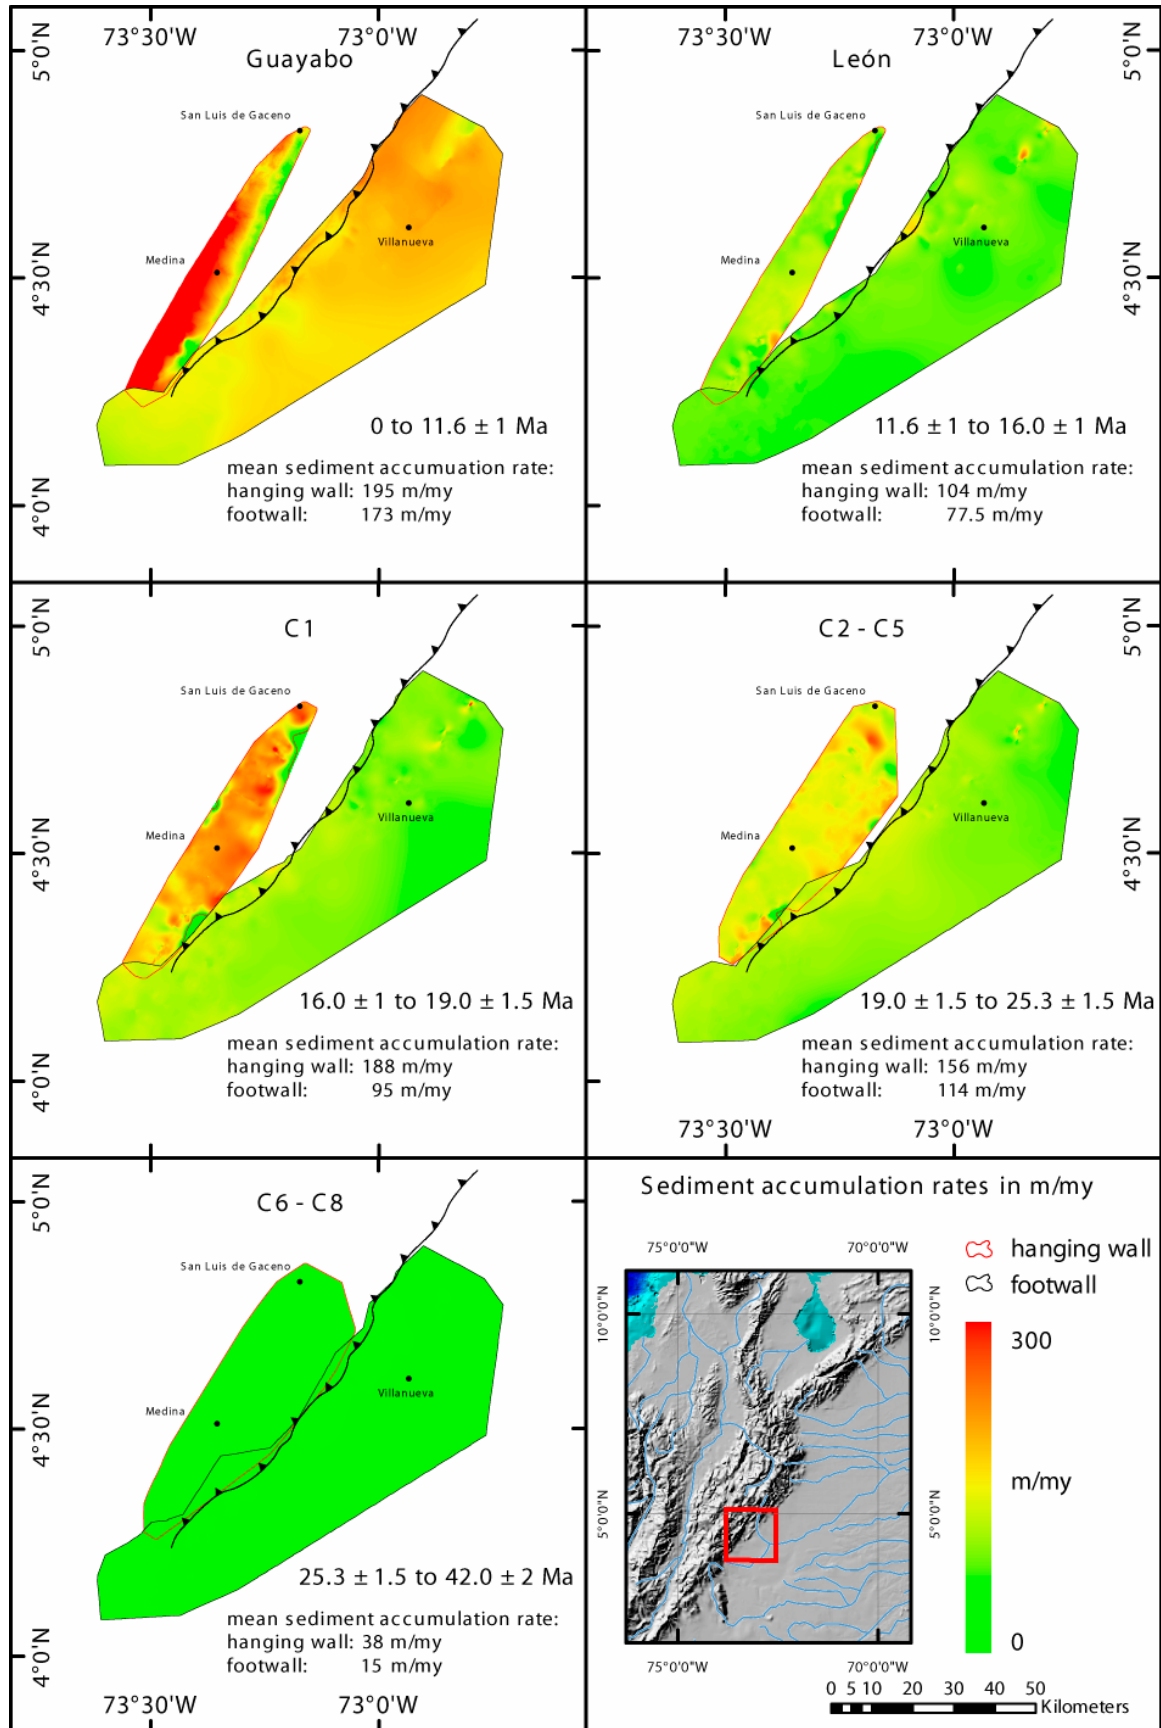 73°30'W 73°0'W
5°0'N
Guayabo
San Luis de Gaceno
Medina
Villanueva
4°30'N
0 to 11.6 ± 1 Ma
mean sediment accumuation rate:
hanging wall: 195 m/my
footwall: 173 m/my
4°0'N
73°30'W 73°0'W
León
5°0'N
San Luis de Gaceno
Medina
Villanueva
4°30'N
11.6 ± 1 to 16.0 ± 1 Ma
mean sediment accumulation rate:
hanging wall: 104 m/my
footwall: 77.5 m/my
4°0'N
5°0'N
C1
San Luis de Gaceno
Medina
Villanueva
4°30'N
16.0 ± 1 to 19.0 ± 1.5 Ma
mean sediment accumulation rate:
hanging wall: 188 m/my
footwall: 95 m/my
4°0'N
C2 - C5
5°0'N
San Luis de Gaceno
Medina
Villanueva
4°30'N
19.0 ± 1.5 to 25.3 ± 1.5 Ma
mean sediment accumulation rate:
hanging wall: 156 m/my
footwall: 114 m/my
73°30'W 73°0'W
5°0'N
C6 - C8
San Luis de Gaceno
Medina
Villanueva
4°30'N
25.3 ± 1.5 to 42.0 ± 2 Ma
mean sediment accumulation rate:
hanging wall: 38 m/my
footwall: 15 m/my
4°0'N
73°30'W 73°0'W
Sediment accumulation rates in m/my
75°0'0"W 70°0'0"W
10°0'0"N 10°0'0"N
5°0'0"N 5°0'0"N
75°0'0"W 70°0'0"W
hanging wall
footwall
300
m/my
0
0 5 10 20 30 40 50
Kilometers